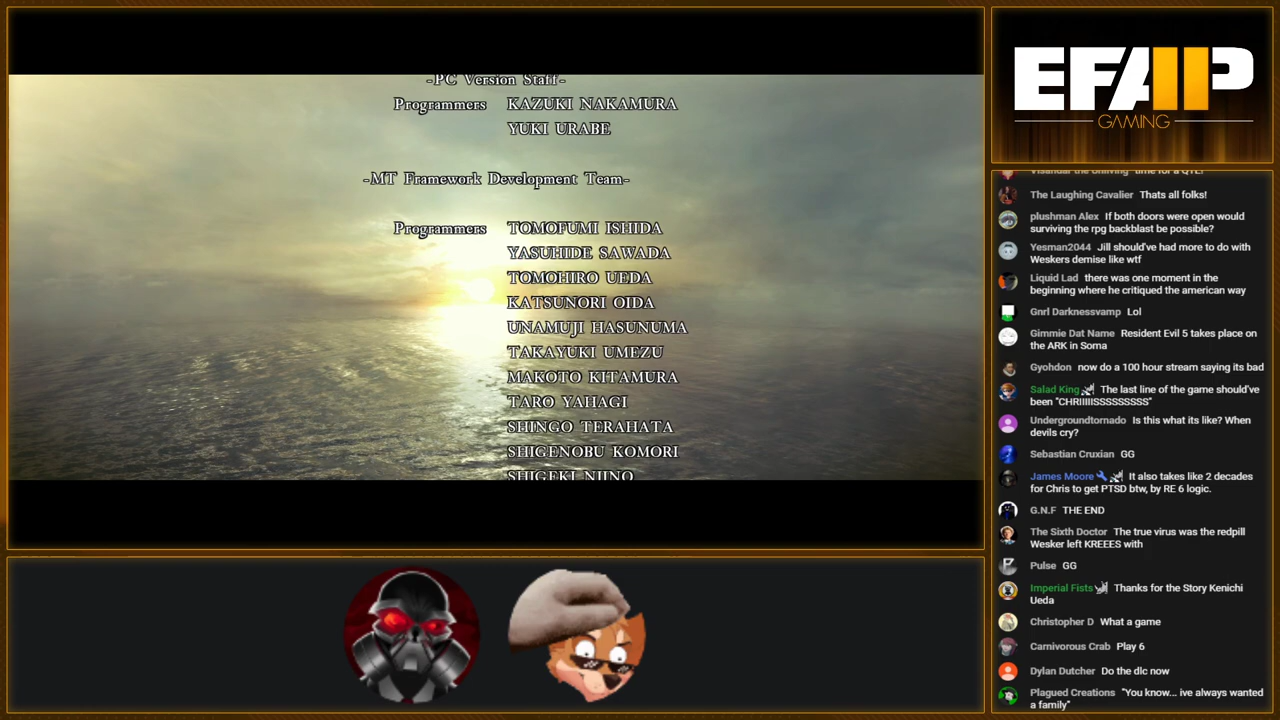 -PC Version Staff-
Programmers KAZUKI NAKAMURA
YUKI URABE
-MT Framework Development Team-
Programmers TOMOFUMI ISHIDA
YASUHIDE SAWADA
TOMOHIRO UEDA
KATSUNORI OIDA
UNAMUJI HASUNUMA
TAKAYUKI UMEZU
MAKOTO KITAMURA
TARO YAHAGI
SHINGO TERAHATA
SHIGENOBU KOMORI
SHIGEKI NIINO
EFAP
GAMING
The Laughing Cavalier Thats all folks!
plushman Alex If both doors were open would
surviving the rpg backblast be possible?
Yesman2044 Jill should've had more to do with
Weskers demise like wtf
Liquid Lad there was one moment in the
beginning where he critiqued the american way
Gnrl Darknessvamp Lol
Gimmie Dat Name Resident Evil 5 takes place on
the ARK in Soma
Gyohdon now do a 100 hour stream saying its bad
Salad King The last line of the game should've
been "CHRIIIIISSSSSSSSS"
Undergroundtornado Is this what its like? When
devils cry?
Sebastian Cruxian GG
James Moore It also takes like 2 decades
for Chris to get PTSD btw, by RE 6 logic.
G.N.F THE END
The Sixth Doctor The true virus was the redpill
Wesker left KREEES with
Pulse GG
Imperial Fists Thanks for the Story Kenichi
Ueda
Christopher D What a game
Carnivorous Crab Play 6
Dylan Dutcher Do the dlc now
Plagued Creations "You know... ive always wanted
a family"